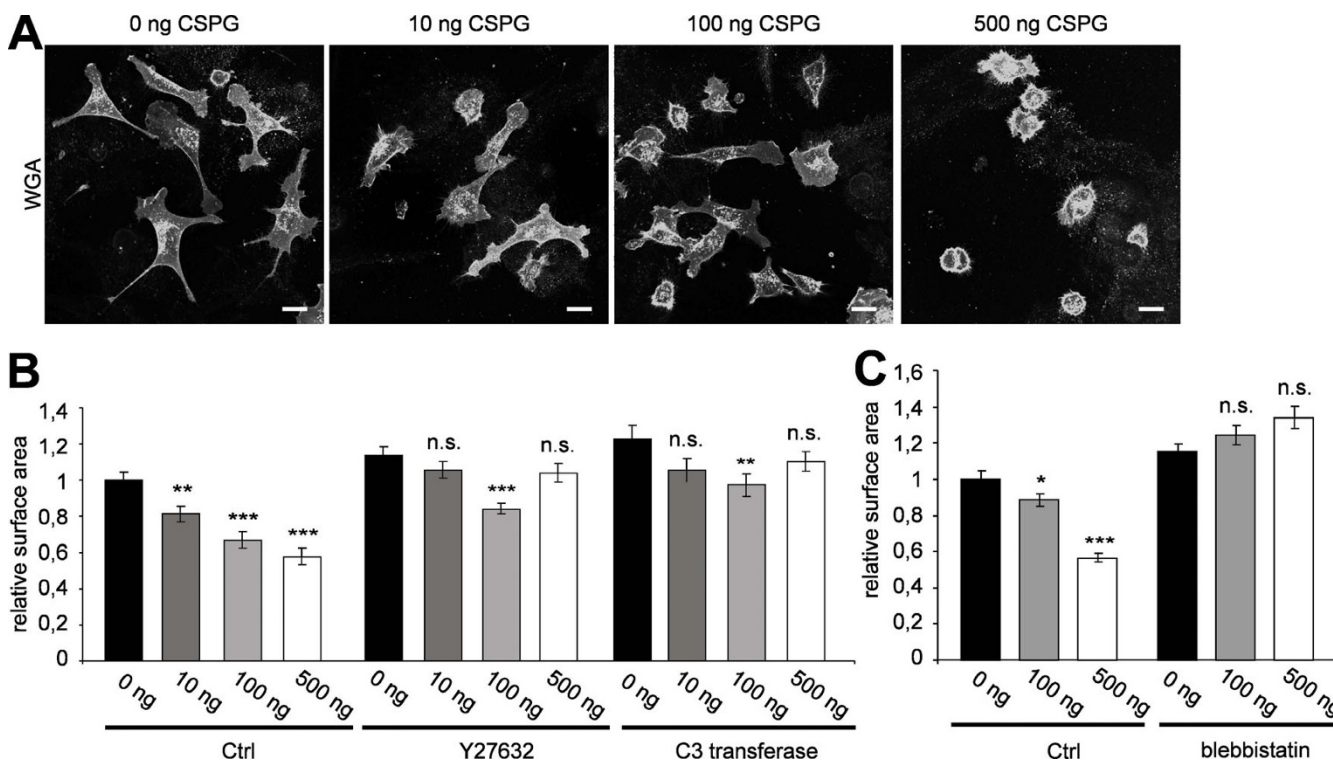 A
0 ng CSPG
10 ng CSPG
100 ng CSPG
500 ng CSPG
WGA
B
relative surface area
1,4
1,2
1
0,8
0,6
0,4
0,2
0
**
***
***
n.s.
***
n.s.
n.s.
**
n.s.
0 ng
10 ng
100 ng
500 ng
0 ng
10 ng
100 ng
500 ng
0 ng
10 ng
100 ng
500 ng
Ctrl
Y27632
C3 transferase
C
relative surface area
1,6
1,4
1,2
1
0,8
0,6
0,4
0,2
0
*
***
n.s.
n.s.
0 ng
100 ng
500 ng
0 ng
100 ng
500 ng
Ctrl
blebbistatin